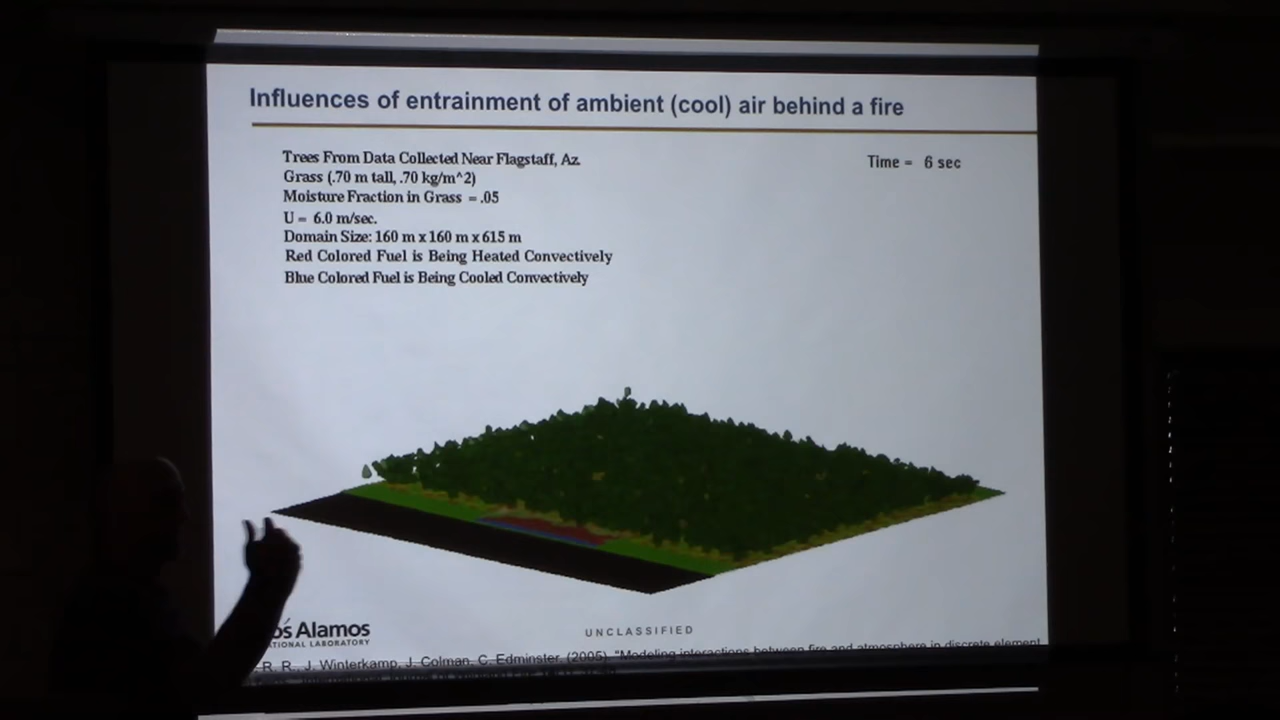 Influences of entrainment of ambient (cool) air behind a fire
Trees From Data Collected Near Flagstaff, Az.
Time = 6 sec
Grass (.70 m tall, .70 kg/m^2)
Moisture Fraction in Grass = .05
U = 6.0 m/sec.
Domain Size: 160 m x 160 m x 615 m
Red Colored Fuel is Being Heated Convectively
Blue Colored Fuel is Being Cooled Convectively
os Alamos
TIONAL LABORATORY
UNCLASSIFIED
R. R., J. Winterkamp, J. Colman, C. Edminster. (2005). "Modeling interactions between fire and atmosphere in discrete element